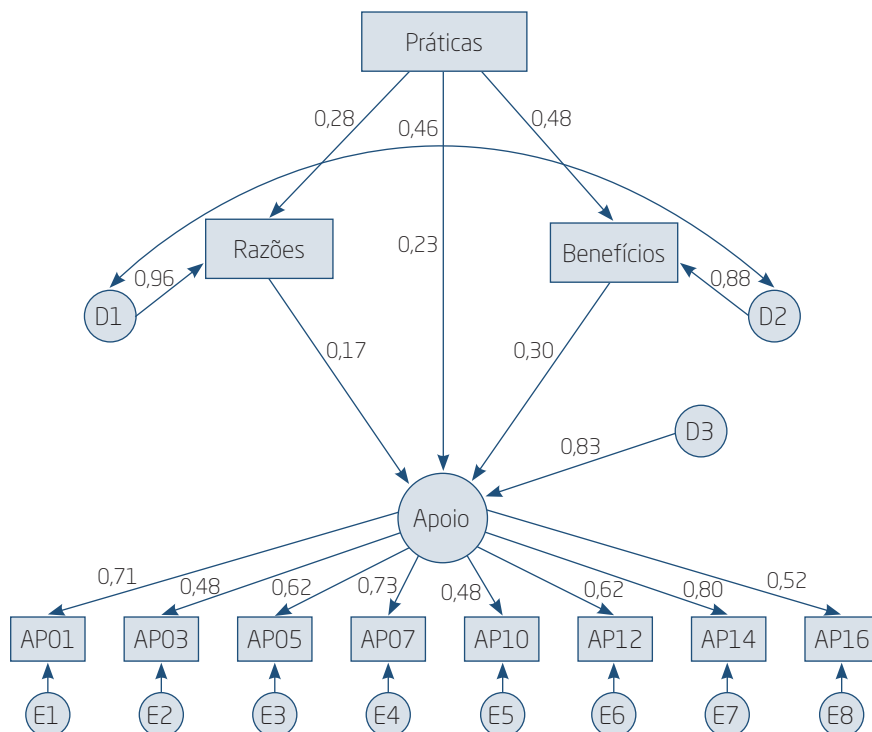 Práticas
0,28
0,46
0,48
Razões
0,23
Benefícios
0,96
0,88
D1
D2
0,17
0,30
D3
0,83
Apoio
0,71
0,48
0,62
0,73
0,48
0,62
0,80
0,52
AP01
AP03
AP05
AP07
AP10
AP12
AP14
AP16
E1
E2
E3
E4
E5
E6
E7
E8